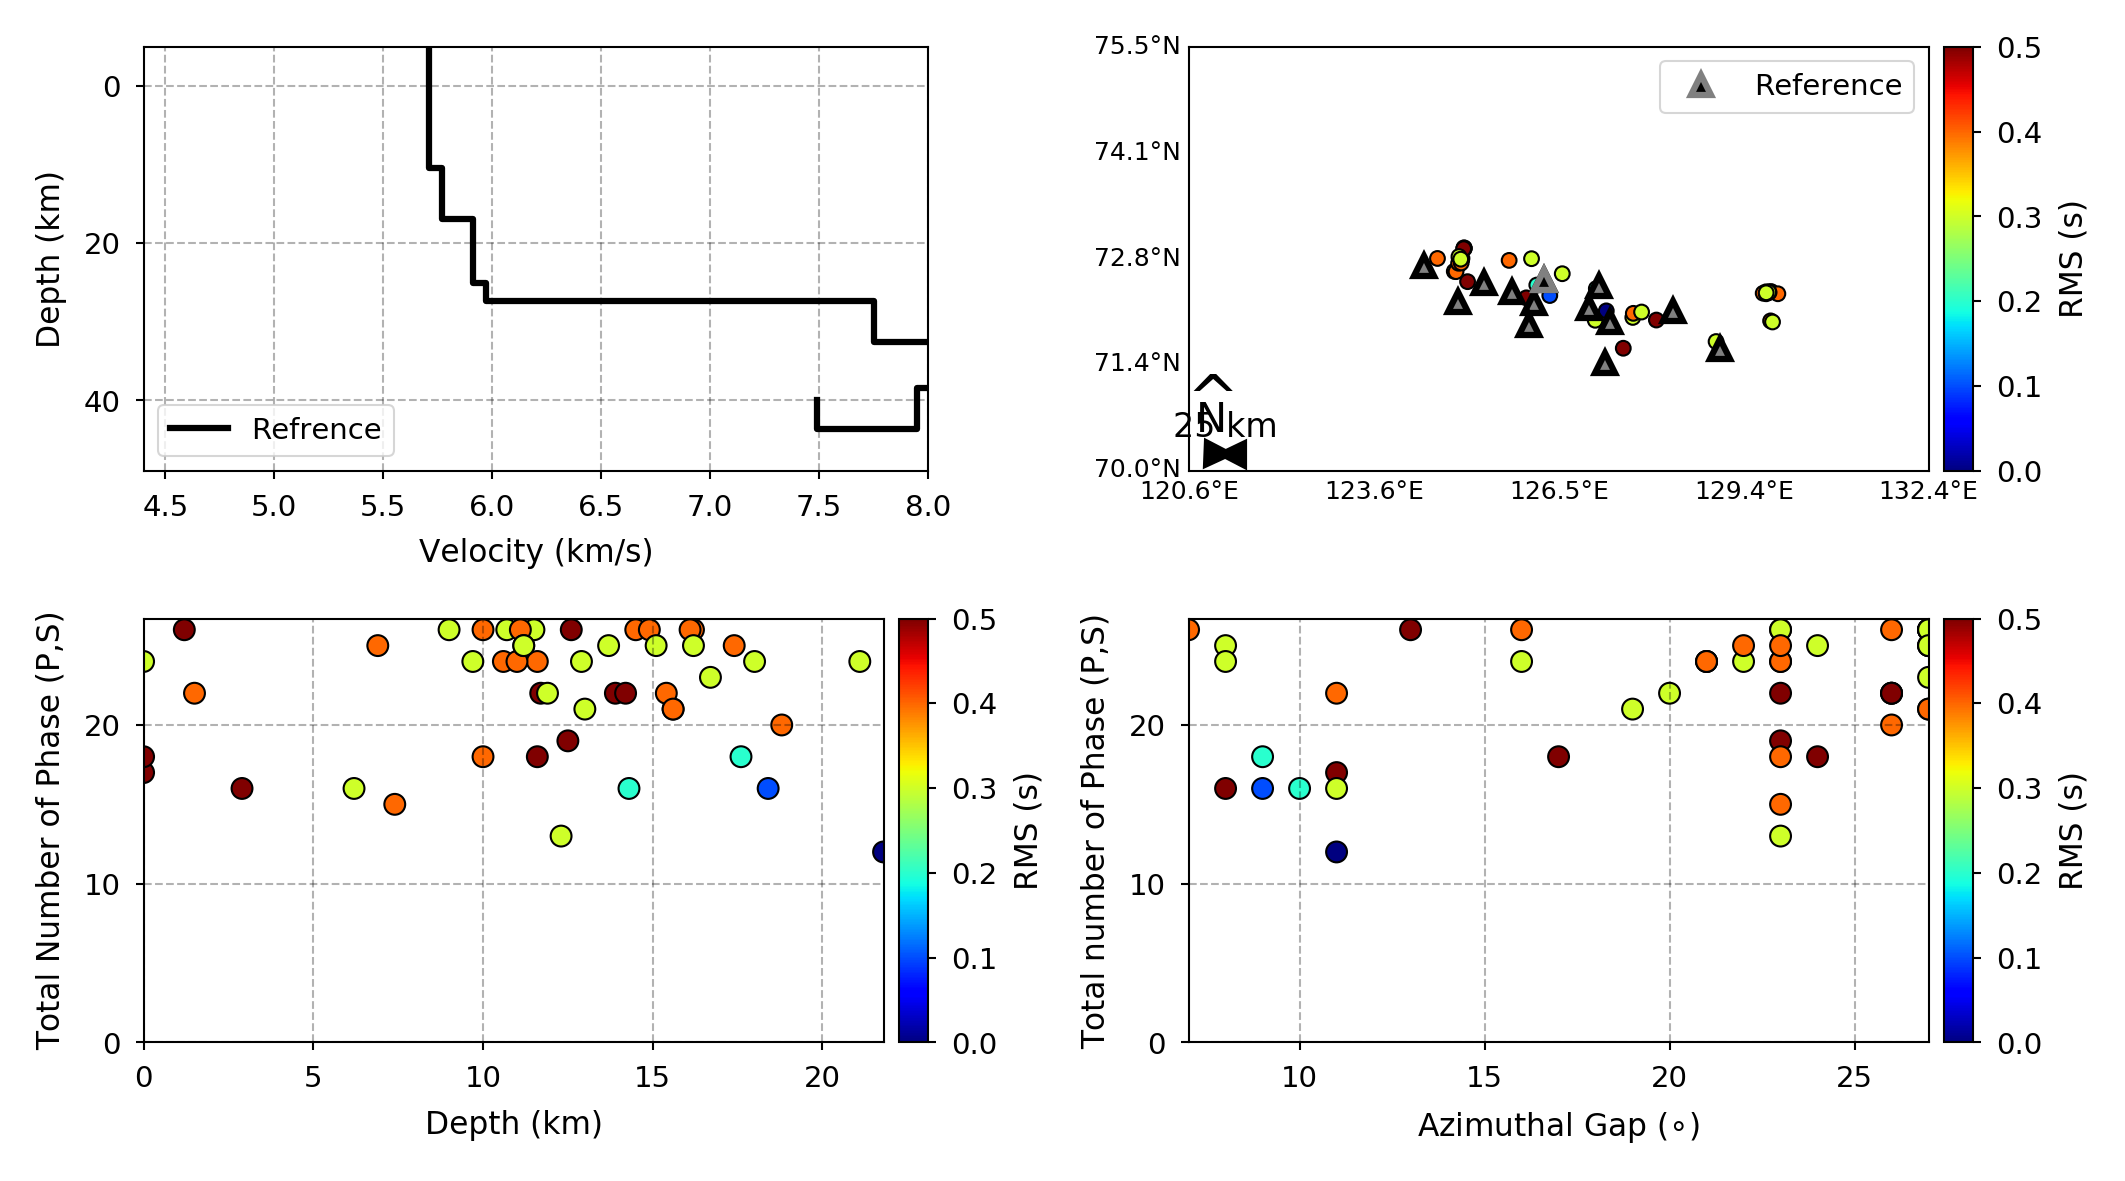 0
20
40
Depth (km)
Refrence
4.5 5.0 5.5 6.0 6.5 7.0 7.5 8.0
Velocity (km/s)
75.5°N
74.1°N
72.8°N
71.4°N
70.0°N
Reference
N
25 km
120.6°E 123.6°E 126.5°E 129.4°E 132.4°E
0.5
0.4
0.3
0.2
0.1
0.0
RMS (s)
20
10
0
Total Number of Phase (P,S)
0 5 10 15 20
Depth (km)
0.5
0.4
0.3
0.2
0.1
0.0
RMS (s)
20
10
0
Total number of Phase (P,S)
10 15 20 25
Azimuthal Gap (∘)
0.5
0.4
0.3
0.2
0.1
0.0
RMS (s)